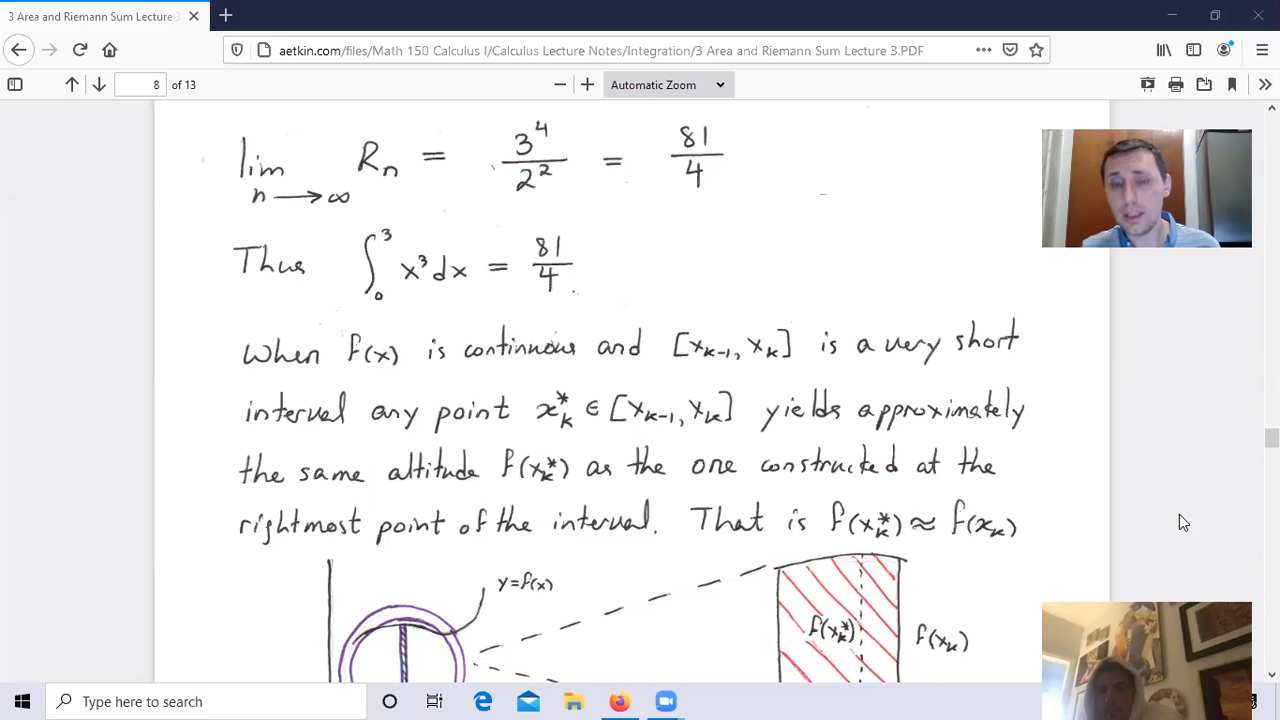 3 Area and Riemann Sum Lecture 3
aetkin.com/files/Math 150 Calculus I/Calculus Lecture Notes/Integration/3 Area and Riemann Sum Lecture 3.PDF
8 of 13
Automatic Zoom
lim n→∞ Rn = 3^4/2^2 = 81/4
Thus ∫_0^3 x^3 dx = 81/4.
When f(x) is continuous and [x_{k-1}, x_k] is a very short
interval any point x_k^* ∈ [x_{k-1}, x_k] yields approximately
the same altitude f(x_k^*) as the one constructed at the
rightmost point of the interval. That is f(x_k^*) ≈ f(x_k)
y=f(x)
f(x_k^*) f(x_k)
Type here to search